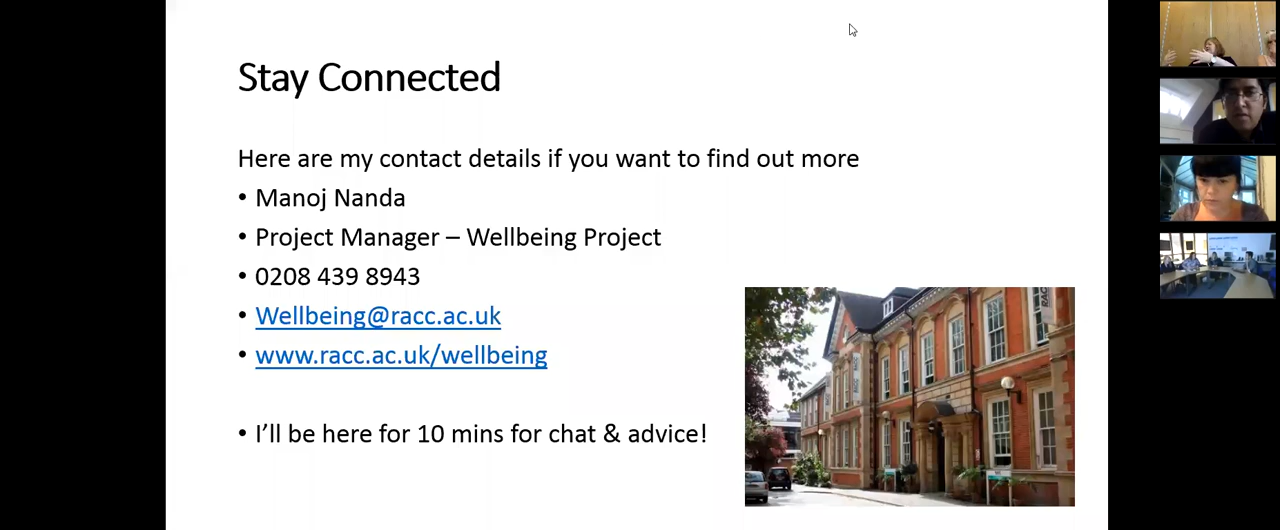 Stay Connected
Here are my contact details if you want to find out more
• Manoj Nanda
• Project Manager – Wellbeing Project
• 0208 439 8943
• Wellbeing@racc.ac.uk
• www.racc.ac.uk/wellbeing
• I’ll be here for 10 mins for chat & advice!
RACC